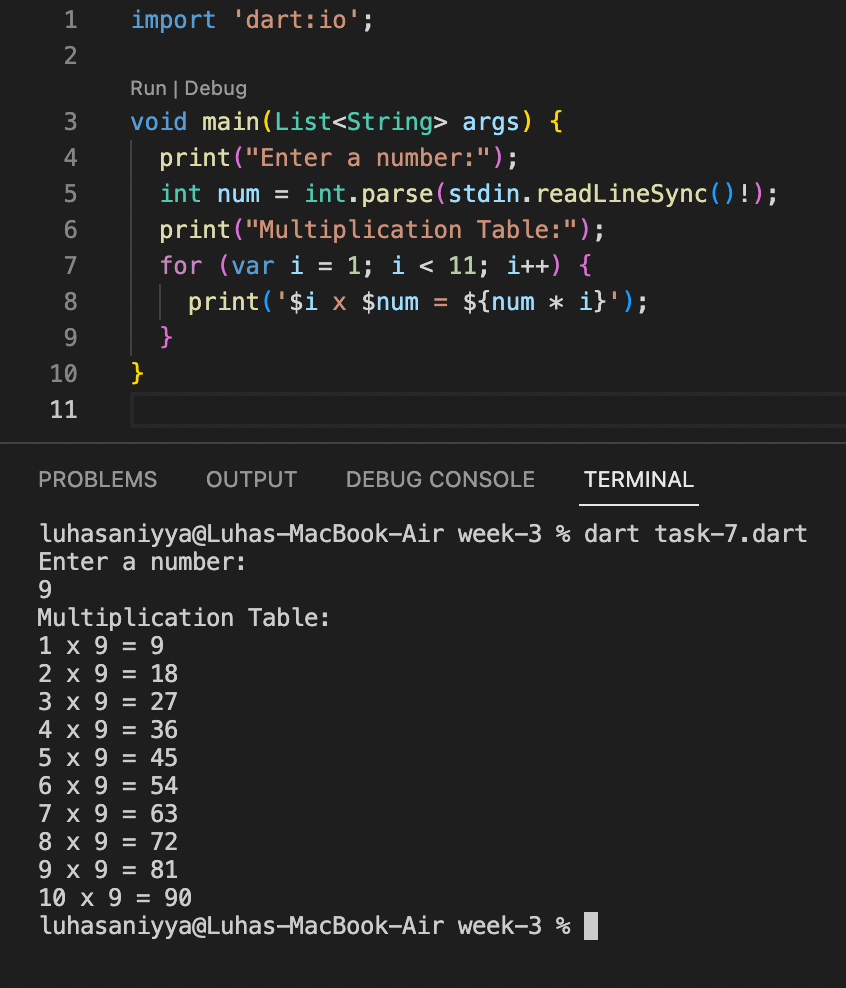 1 import 'dart:io';
2
Run | Debug
3 void main(List<String> args) {
4   print("Enter a number:");
5   int num = int.parse(stdin.readLineSync()!);
6   print("Multiplication Table:");
7   for (var i = 1; i < 11; i++) {
8     print('$i x $num = ${num * i}');
9   }
10 }
11
PROBLEMS OUTPUT DEBUG CONSOLE TERMINAL
luhasaniyya@Luhas-MacBook-Air week-3 % dart task-7.dart
Enter a number:
9
Multiplication Table:
1 x 9 = 9
2 x 9 = 18
3 x 9 = 27
4 x 9 = 36
5 x 9 = 45
6 x 9 = 54
7 x 9 = 63
8 x 9 = 72
9 x 9 = 81
10 x 9 = 90
luhasaniyya@Luhas-MacBook-Air week-3 %